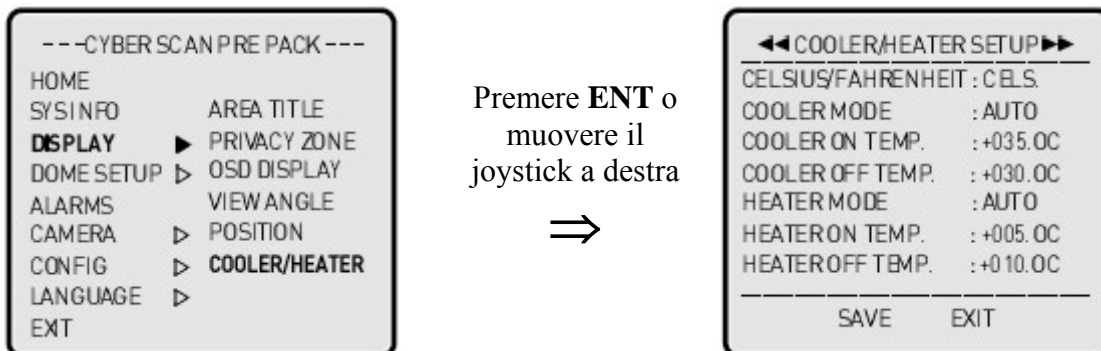 ---CYBER SCAN PRE PACK---
HOME
SYSINFO AREA TITLE
DISPLAY ▶ PRIVACY ZONE
DOME SETUP ▷ OSD DISPLAY
ALARMS VIEW ANGLE
CAMERA ▷ POSITION
CONFIG ▷ COOLER/HEATER
LANGUAGE ▷
EXIT
Premere ENT o
muovere il
joystick a destra
⇒
◀◀ COOLER/HEATER SETUP ▶▶
CELSIUS/FAHRENHEIT : CELS.
COOLER MODE : AUTO
COOLER ON TEMP. : +035.0C
COOLER OFF TEMP. : +030.0C
HEATER MODE : AUTO
HEATER ON TEMP. : +005.0C
HEATER OFF TEMP. : +010.0C
SAVE EXIT